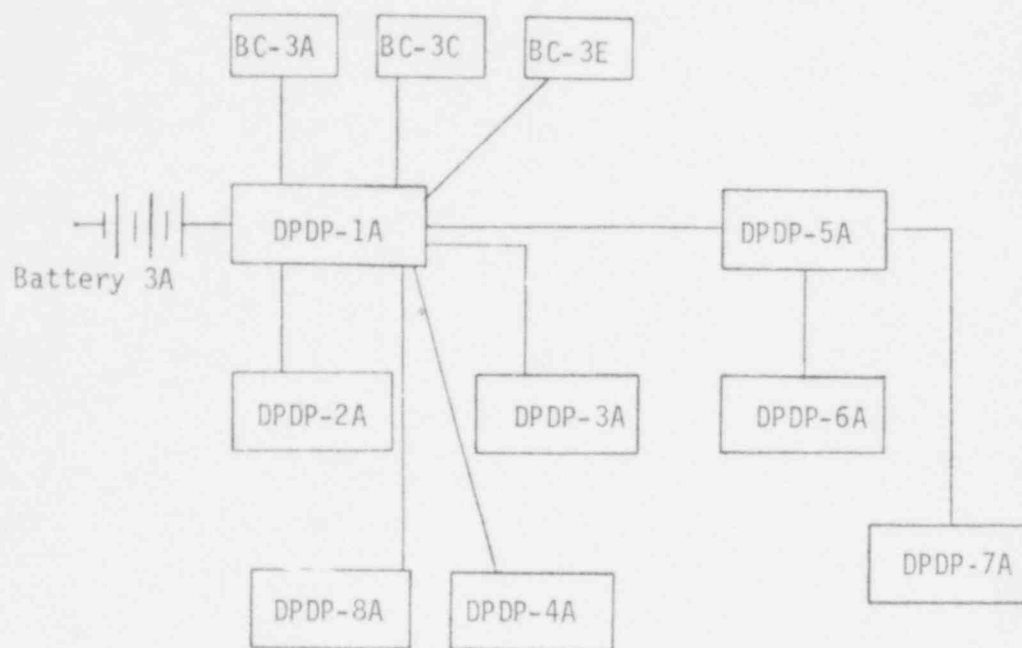 BC-3A
BC-3C
BC-3E
DPDP-1A
DPDP-5A
Battery 3A
DPDP-2A
DPDP-3A
DPDP-6A
DPDP-7A
DPDP-8A
DPDP-4A